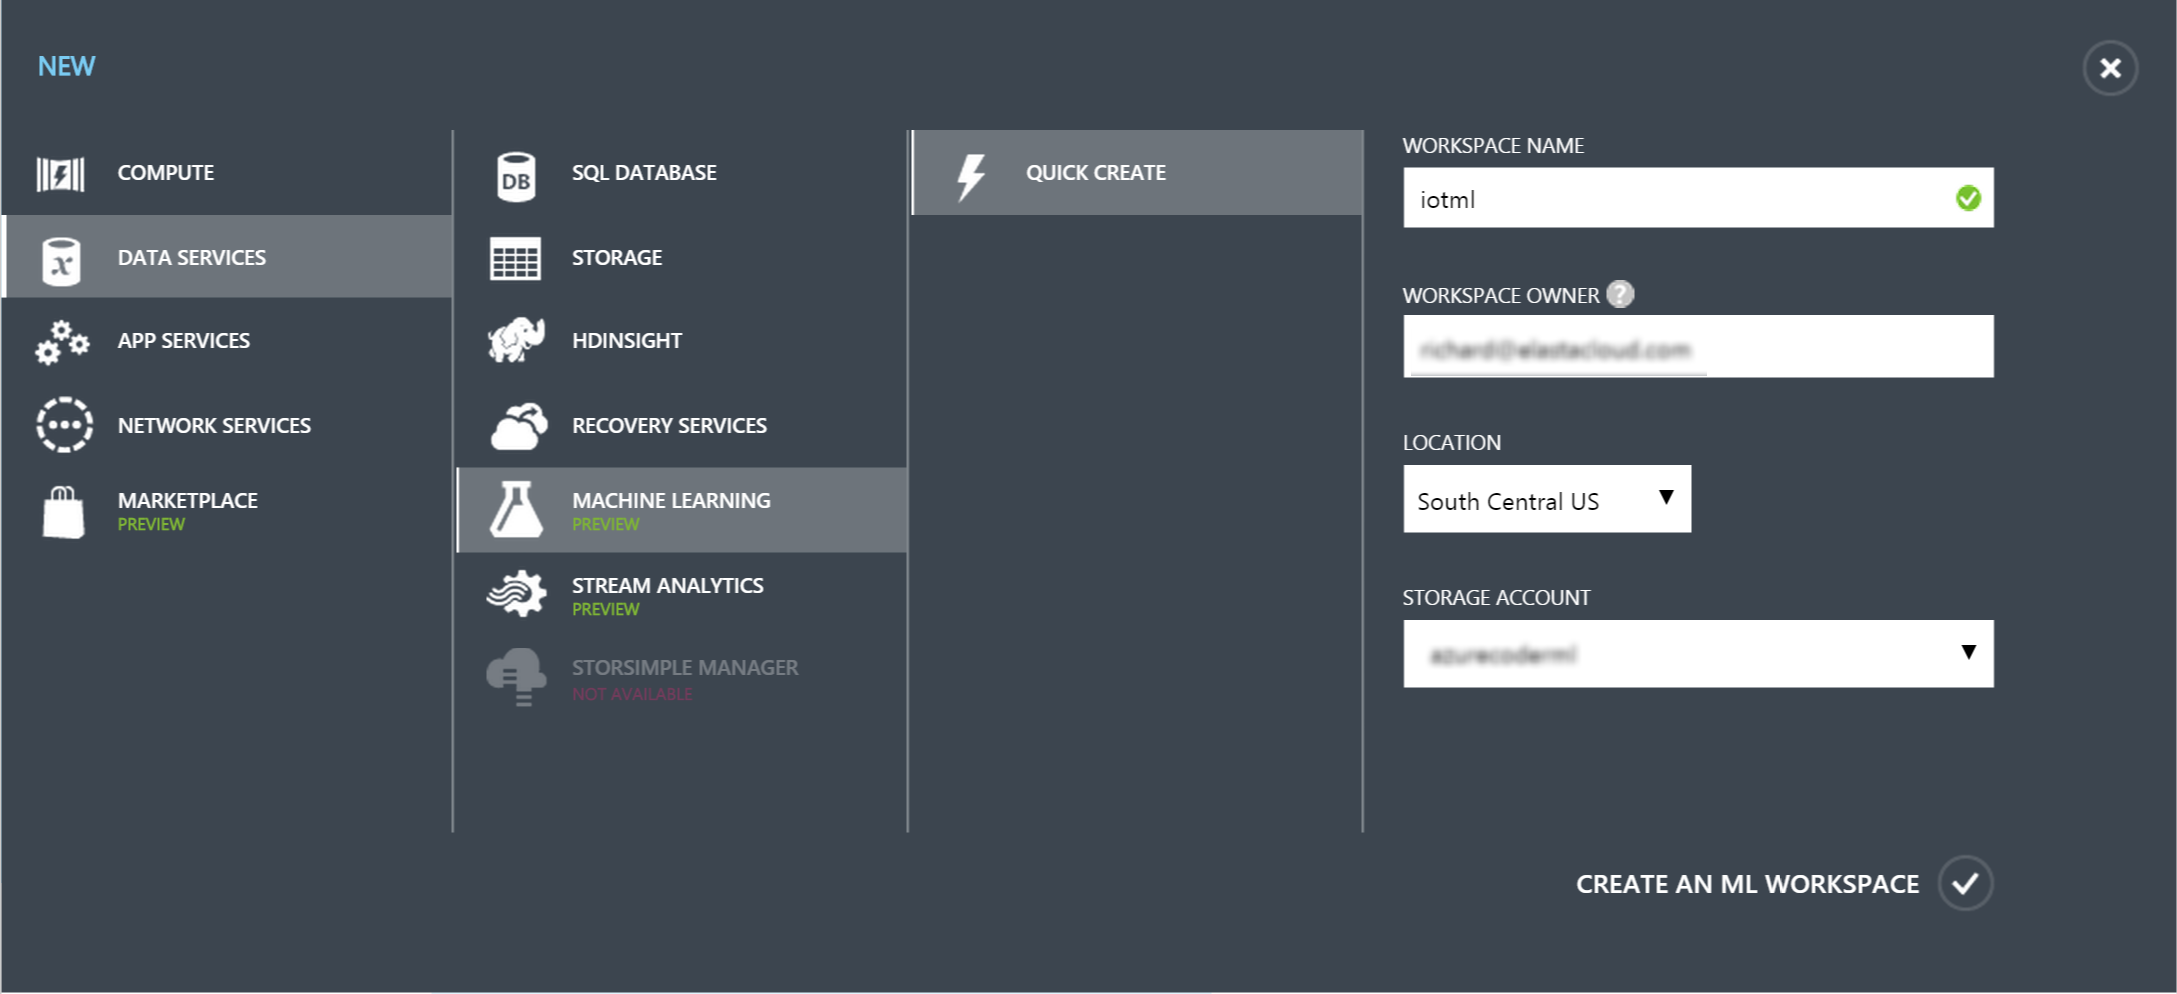 NEW
COMPUTE
DATA SERVICES
APP SERVICES
NETWORK SERVICES
MARKETPLACE
PREVIEW
DB
SQL DATABASE
STORAGE
HDINSIGHT
RECOVERY SERVICES
MACHINE LEARNING
PREVIEW
STREAM ANALYTICS
PREVIEW
STORSIMPLE MANAGER
NOT AVAILABLE
QUICK CREATE
WORKSPACE NAME
iotml
WORKSPACE OWNER ?
LOCATION
South Central US
STORAGE ACCOUNT
CREATE AN ML WORKSPACE